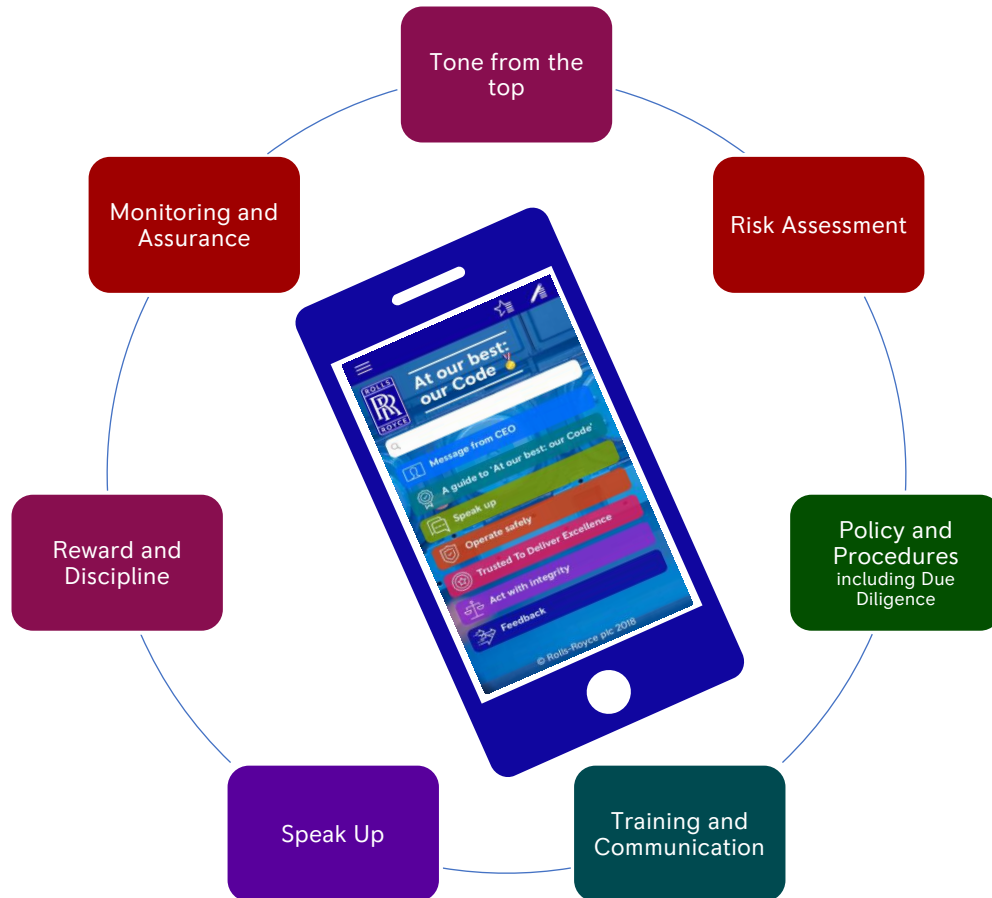 Tone from the
top
Risk Assessment
Policy and
Procedures
including Due
Diligence
Training and
Communication
Speak Up
Reward and
Discipline
Monitoring and
Assurance
At our best:
our Code
ROLLS
RR
ROYCE
Message from CEO
A guide to 'At our best: our Code'
Speak up
Operate safely
Trusted To Deliver Excellence
Act with integrity
Feedback
© Rolls-Royce plc 2018